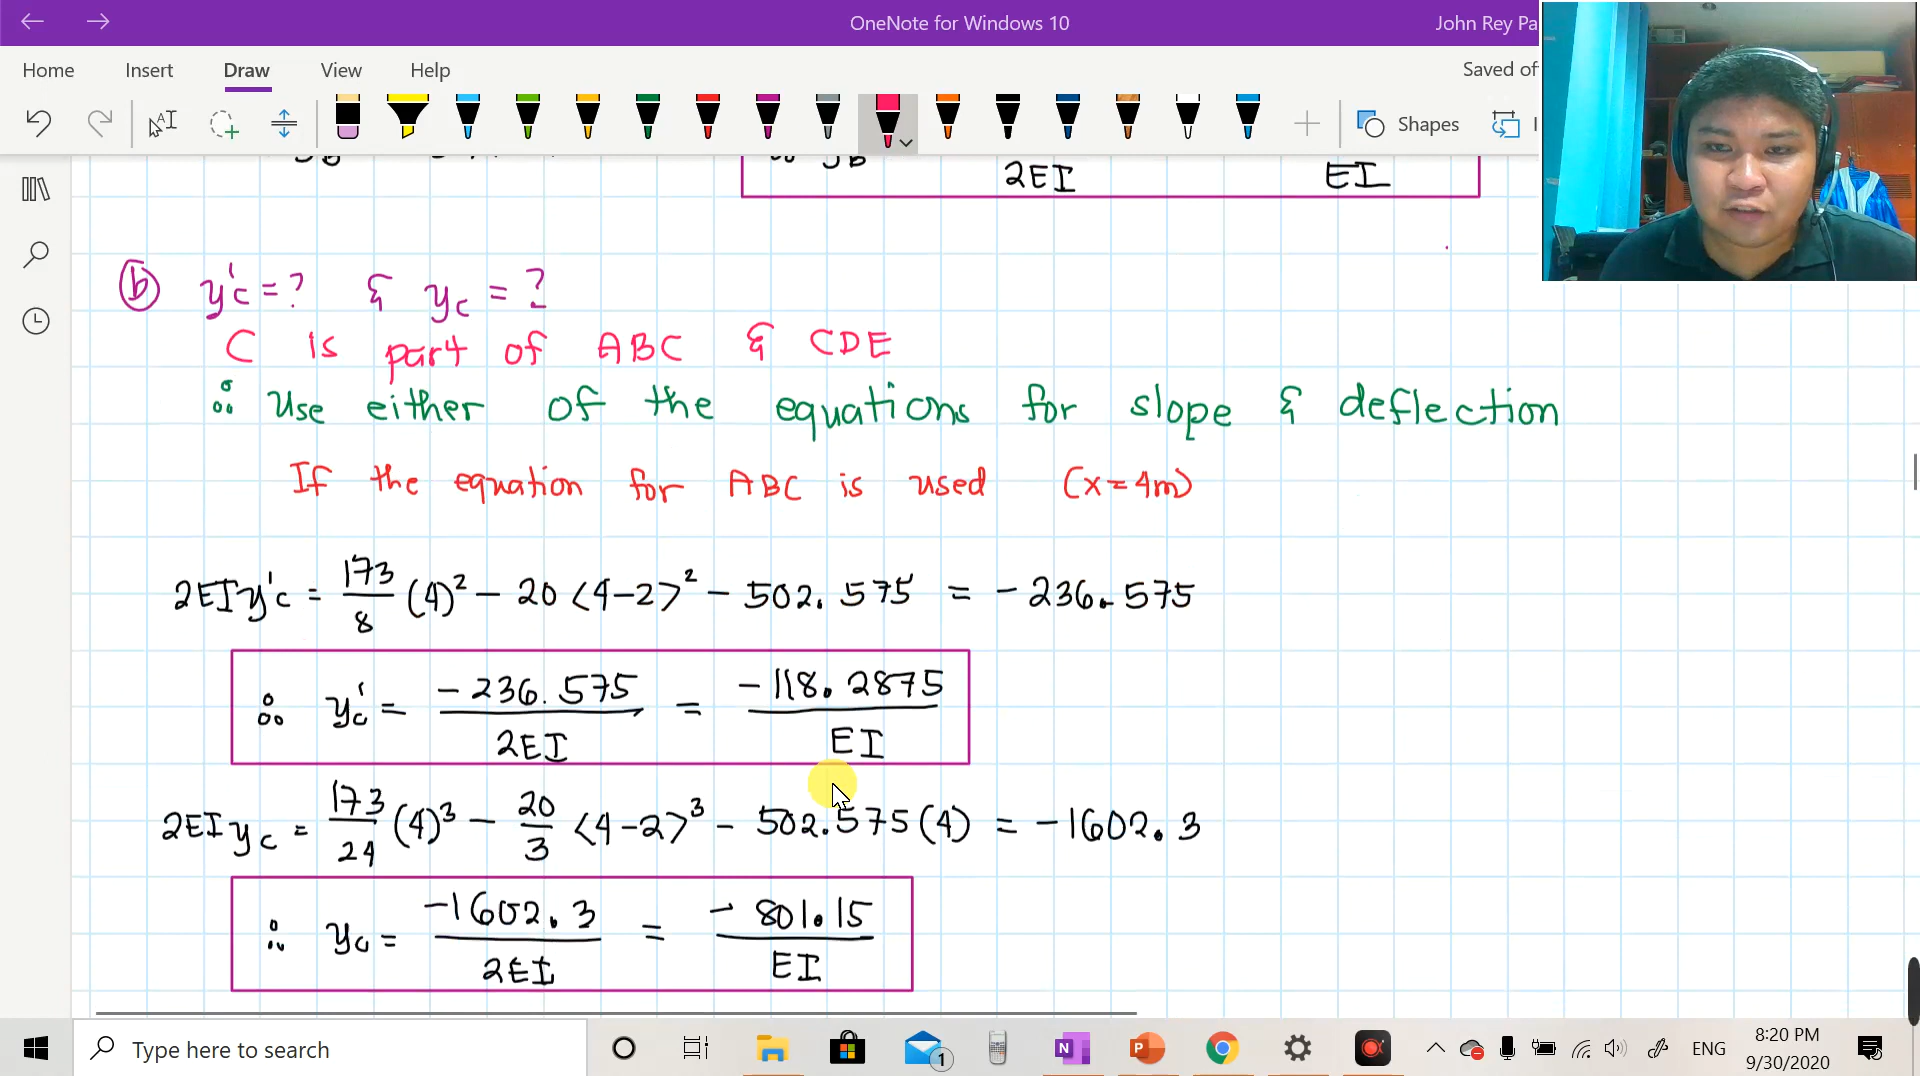 OneNote for Windows 10
John Rey Pa
Home Insert Draw View Help
Saved of
Shapes
yB
∴ yB
2EI EI
ⓑ y'c = ? & yc = ?
C is part of ABC & CDE
∴ Use either of the equations for slope & deflection
If the equation for ABC is used (x = 4m)
2EIy'c = 173/8 (4)² − 20 <4−2>² − 502.575 = −236.575
∴ y'c = −236.575/2EI = −118.2875/EI
2EIyc = 173/24 (4)³ − 20/3 <4−2>³ − 502.575(4) = −1602.3
∴ yc = −1602.3/2EI = −801.15/EI
Type here to search
1
ENG
8:20 PM
9/30/2020